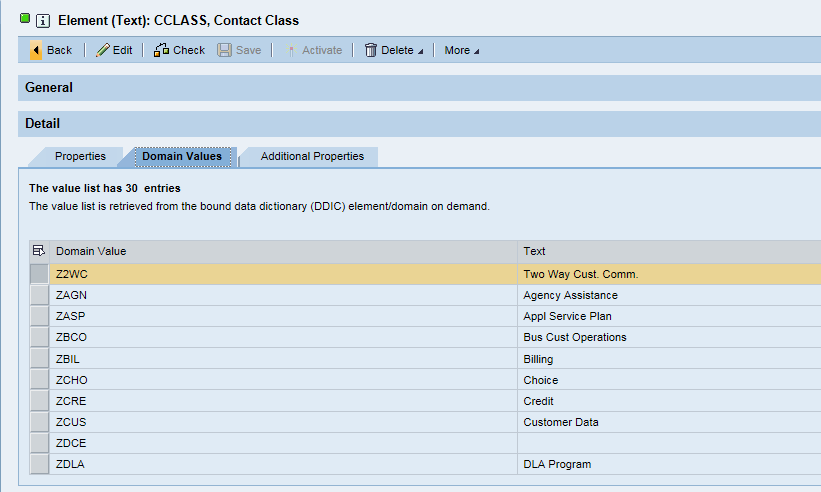 Element (Text): CCLASS, Contact Class
Back Edit Check Save Activate Delete More
General
Detail
Properties Domain Values Additional Properties
The value list has 30 entries
The value list is retrieved from the bound data dictionary (DDIC) element/domain on demand.
Domain Value Text
Z2WC Two Way Cust. Comm.
ZAGN Agency Assistance
ZASP Appl Service Plan
ZBCO Bus Cust Operations
ZBIL Billing
ZCHO Choice
ZCRE Credit
ZCUS Customer Data
ZDCE
ZDLA DLA Program